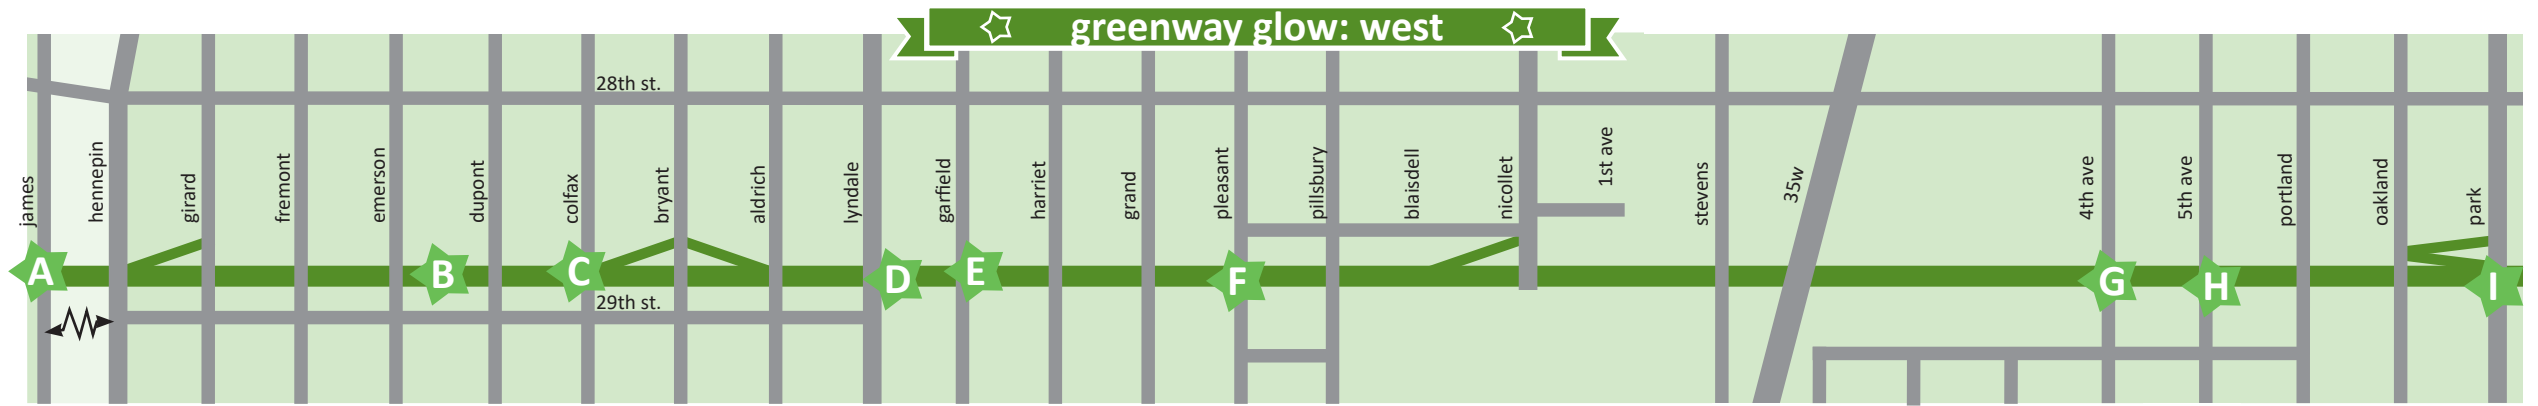 greenway glow: west
28th st.
james
hennepin
girard
fremont
emerson
dupont
colfax
bryant
aldrich
lyndale
garfield
harriet
grand
pleasant
pillsbury
blaisdell
nicollet
1st ave
stevens
35w
4th ave
5th ave
portland
oakland
park
A
B
C
D
E
F
G
H
I
29th st.